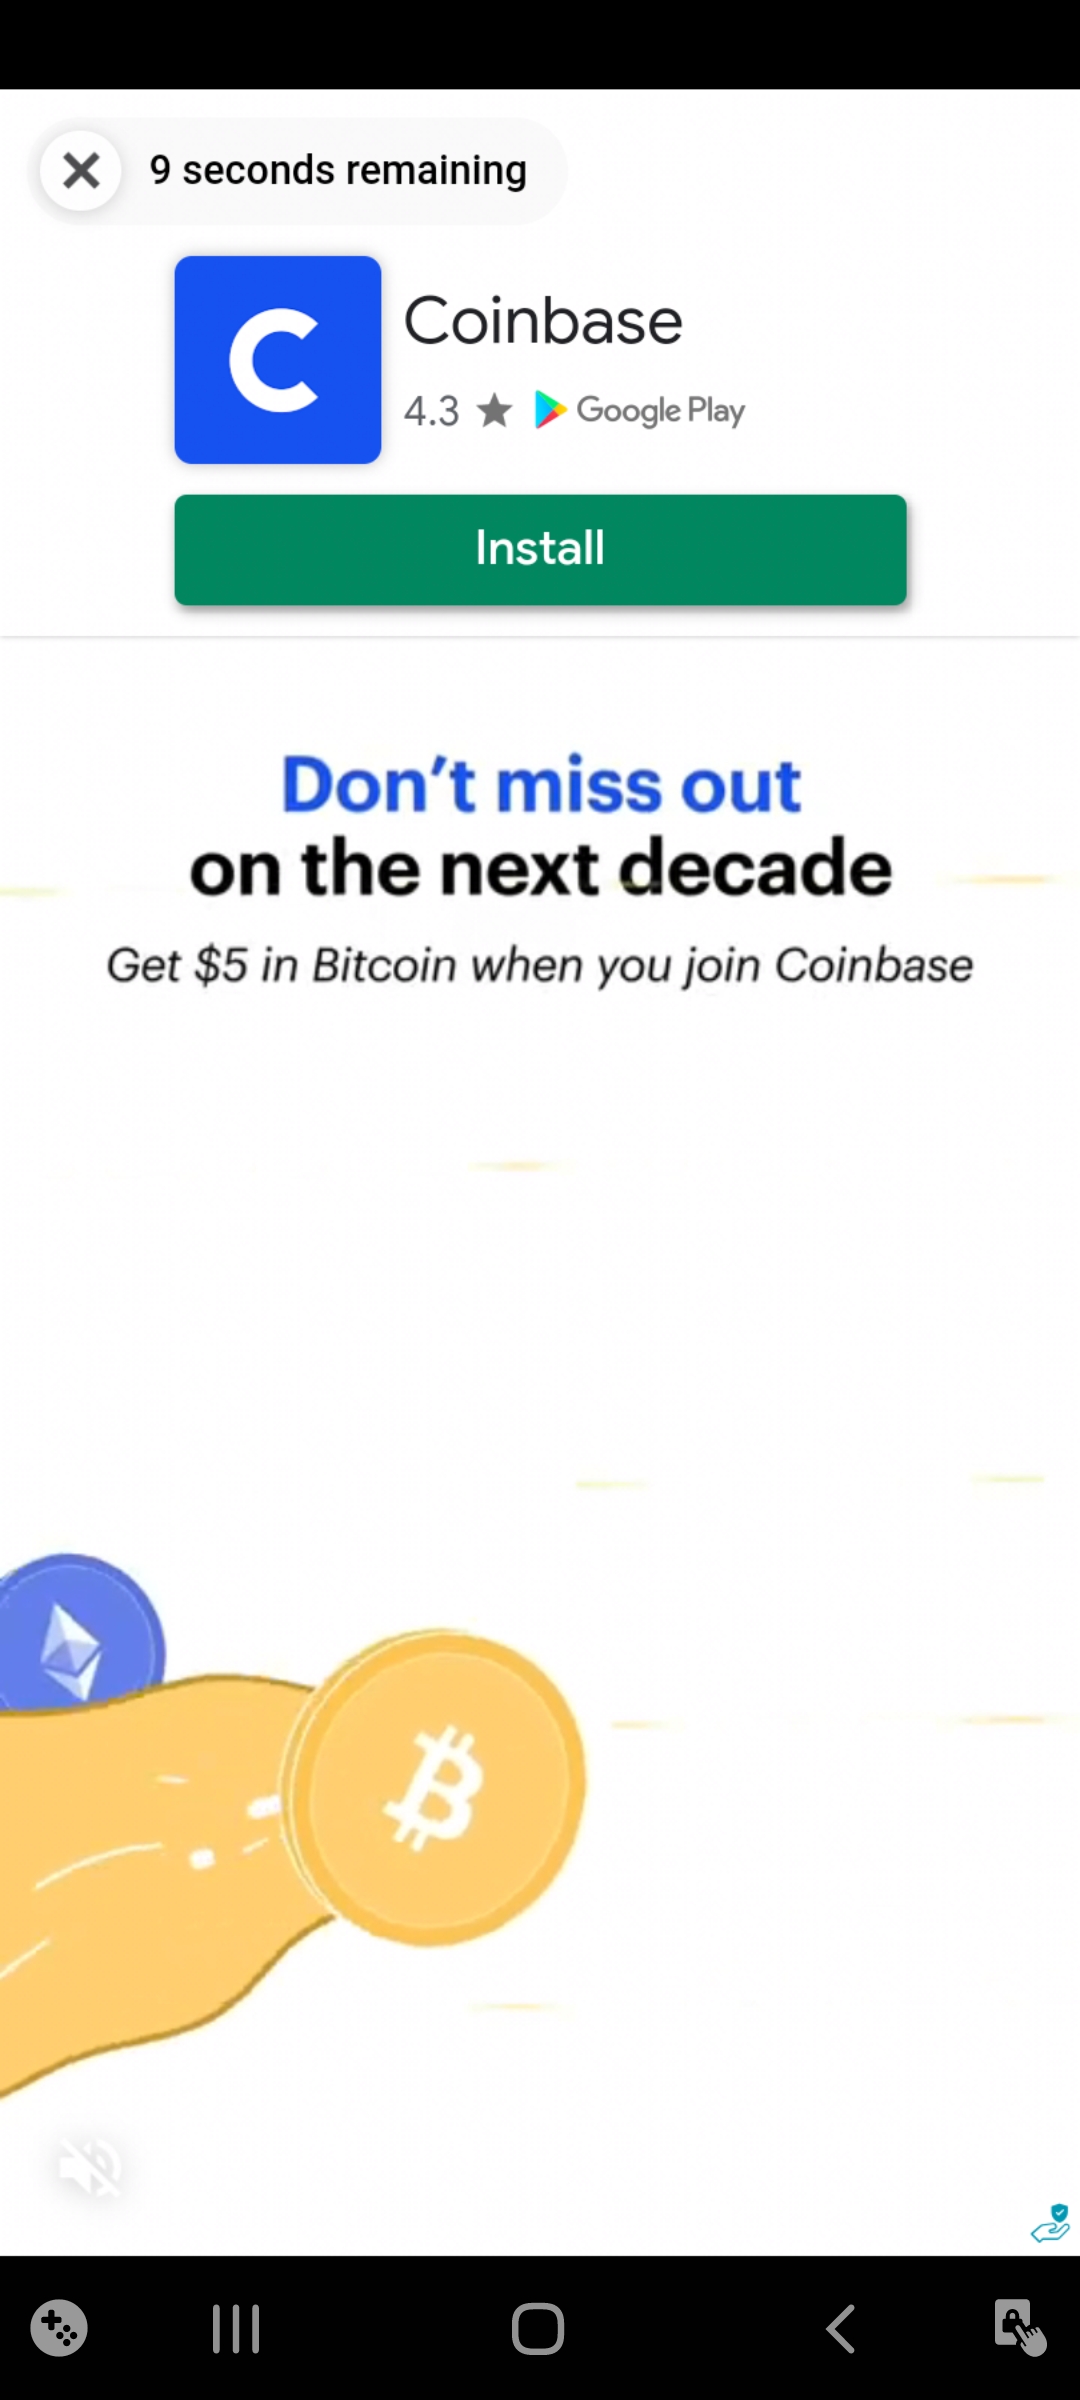 9 seconds remaining
Coinbase
4.3 ★ Google Play
Install
Don't miss out
on the next decade
Get $5 in Bitcoin when you join Coinbase